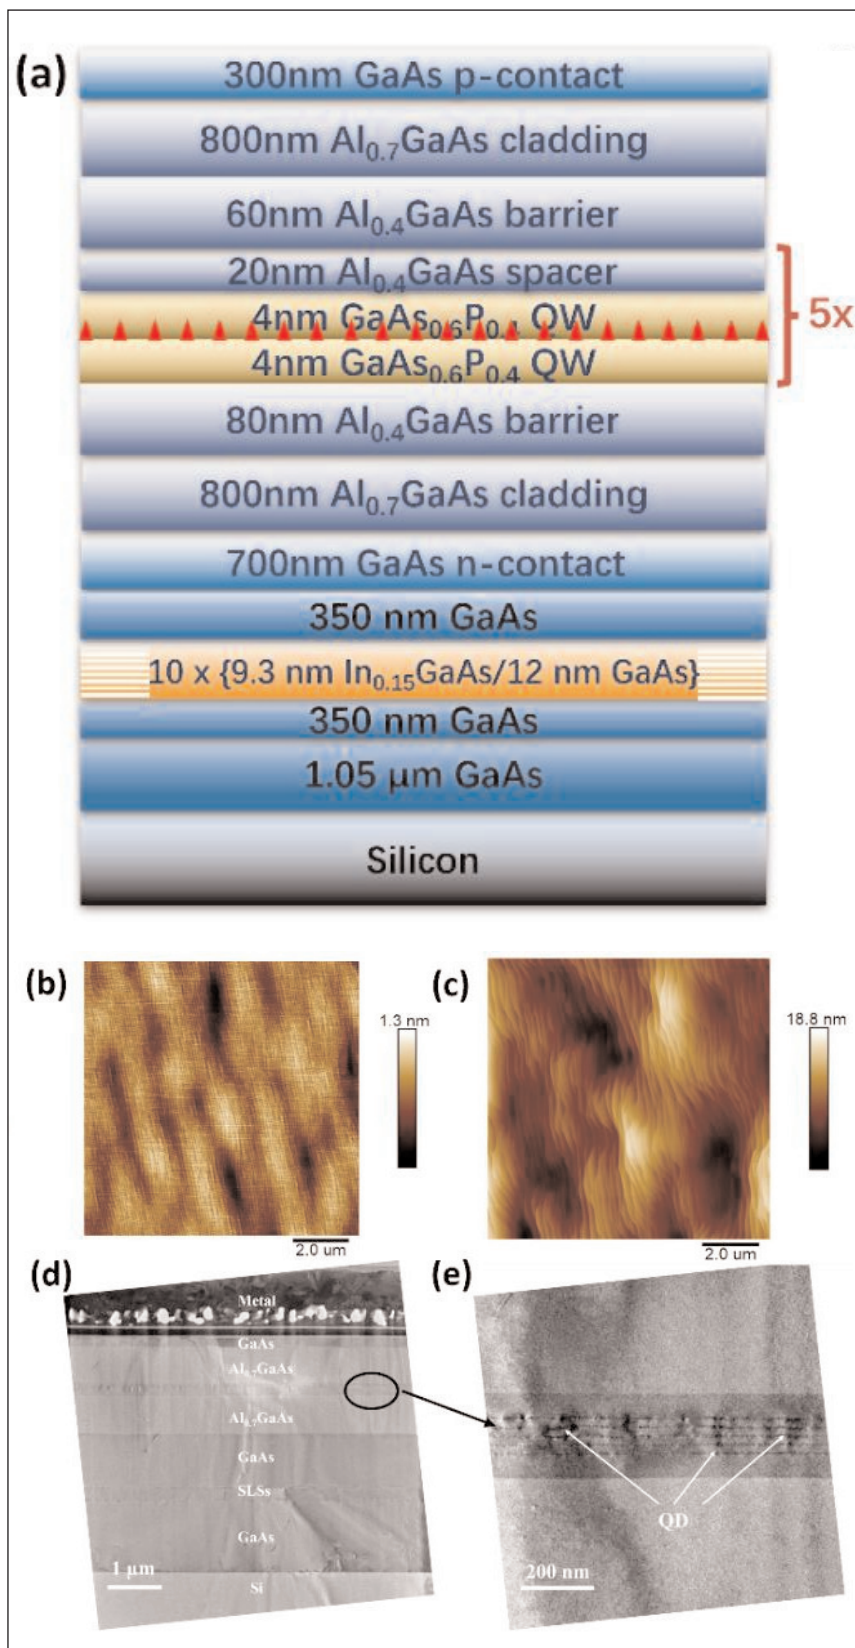 (a)
300nm GaAs p-contact
800nm Al0.7GaAs cladding
60nm Al0.4GaAs barrier
20nm Al0.4GaAs spacer
4nm GaAs0.6P0.4 QW
5x
4nm GaAs0.6P0.4 QW
80nm Al0.4GaAs barrier
800nm Al0.7GaAs cladding
700nm GaAs n-contact
350 nm GaAs
10 x {9.3 nm In0.15GaAs/12 nm GaAs}
350 nm GaAs
1.05 μm GaAs
Silicon
(b)
1.3 nm
2.0 um
(c)
18.8 nm
2.0 um
(d)
Metal
GaAs
Al0.7GaAs
Al0.7GaAs
GaAs
SLSs
GaAs
1 μm
Si
(e)
QD
200 nm